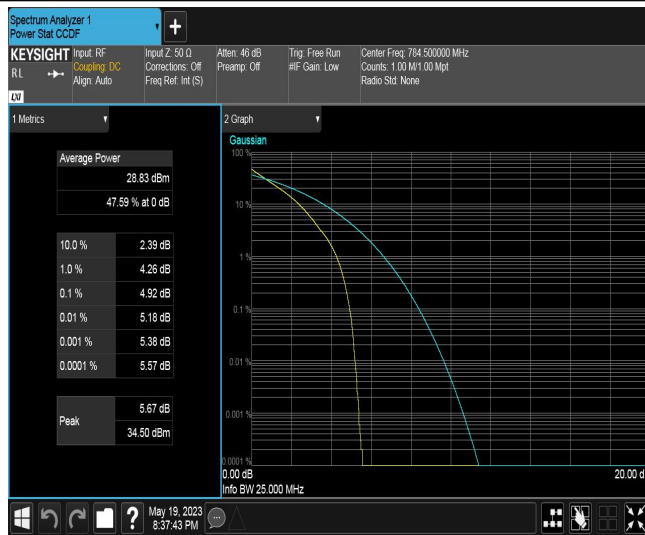 Spectrum Analyzer 1
Power Stat CCDF
+
KEYSIGHT Input: RF Input Z: 50 Ω Atten: 46 dB Trig: Free Run Center Freq: 784.500000 MHz
RL Coupling: DC Corrections: Off Preamp: Off #IF Gain: Low Counts: 1.00 M/1.00 Mpt
Align: Auto Freq Ref: Int (S) Radio Std: None
LXI
1 Metrics
Average Power
28.83 dBm
47.59 % at 0 dB
10.0 % 2.39 dB
1.0 % 4.26 dB
0.1 % 4.92 dB
0.01 % 5.18 dB
0.001 % 5.38 dB
0.0001 % 5.57 dB
Peak 5.67 dB
34.50 dBm
2 Graph
Gaussian
100 %
10 %
1 %
0.1 %
0.01 %
0.001 %
0.0001 %
0.00 dB 20.00 d
Info BW 25.000 MHz
? May 19, 2023
8:37:43 PM